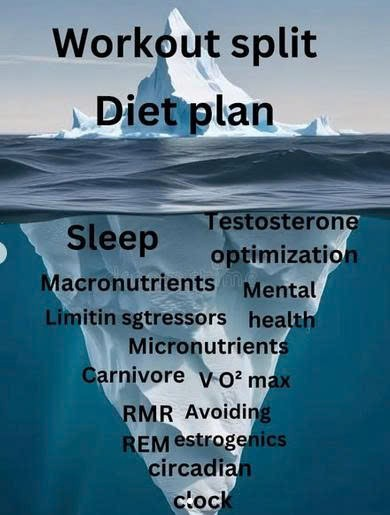 Workout split
Diet plan
Sleep
Testosterone
optimization
Macronutrients
Mental
health
Limitin sgtressors
Micronutrients
Carnivore
V O² max
RMR
Avoiding
estrogenics
REM
circadian
clock